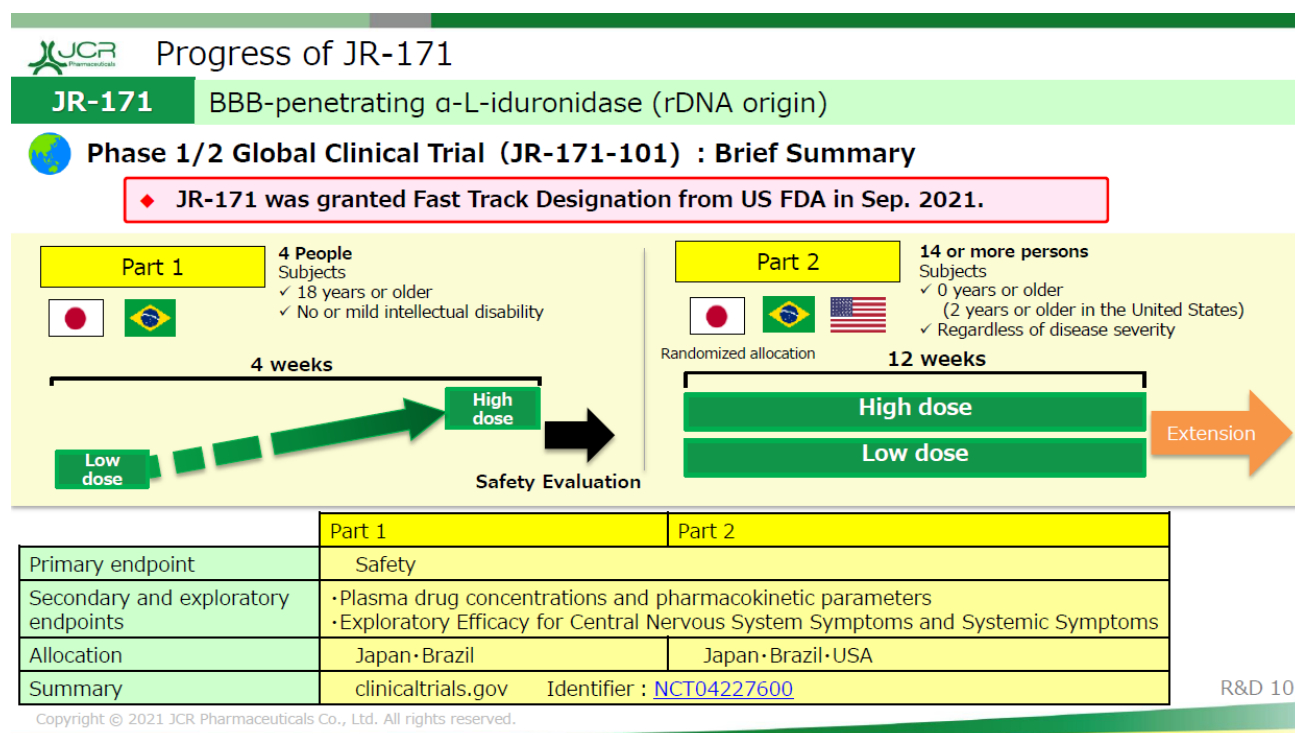 JCR
Pharmaceuticals
Progress of JR-171
JR-171
BBB-penetrating α-L-iduronidase (rDNA origin)
Phase 1/2 Global Clinical Trial（JR-171-101）: Brief Summary
◆ JR-171 was granted Fast Track Designation from US FDA in Sep. 2021.
Part 1
4 People
Subjects
✓ 18 years or older
✓ No or mild intellectual disability
4 weeks
Low
dose
High
dose
Safety Evaluation
Part 2
14 or more persons
Subjects
✓ 0 years or older
(2 years or older in the United States)
✓ Regardless of disease severity
Randomized allocation
12 weeks
High dose
Low dose
Extension
Part 1
Part 2
Primary endpoint
Safety
Secondary and exploratory
endpoints
・Plasma drug concentrations and pharmacokinetic parameters
・Exploratory Efficacy for Central Nervous System Symptoms and Systemic Symptoms
Allocation
Japan・Brazil
Japan・Brazil・USA
Summary
clinicaltrials.gov Identifier : NCT04227600
R&D 10
Copyright © 2021 JCR Pharmaceuticals Co., Ltd. All rights reserved.